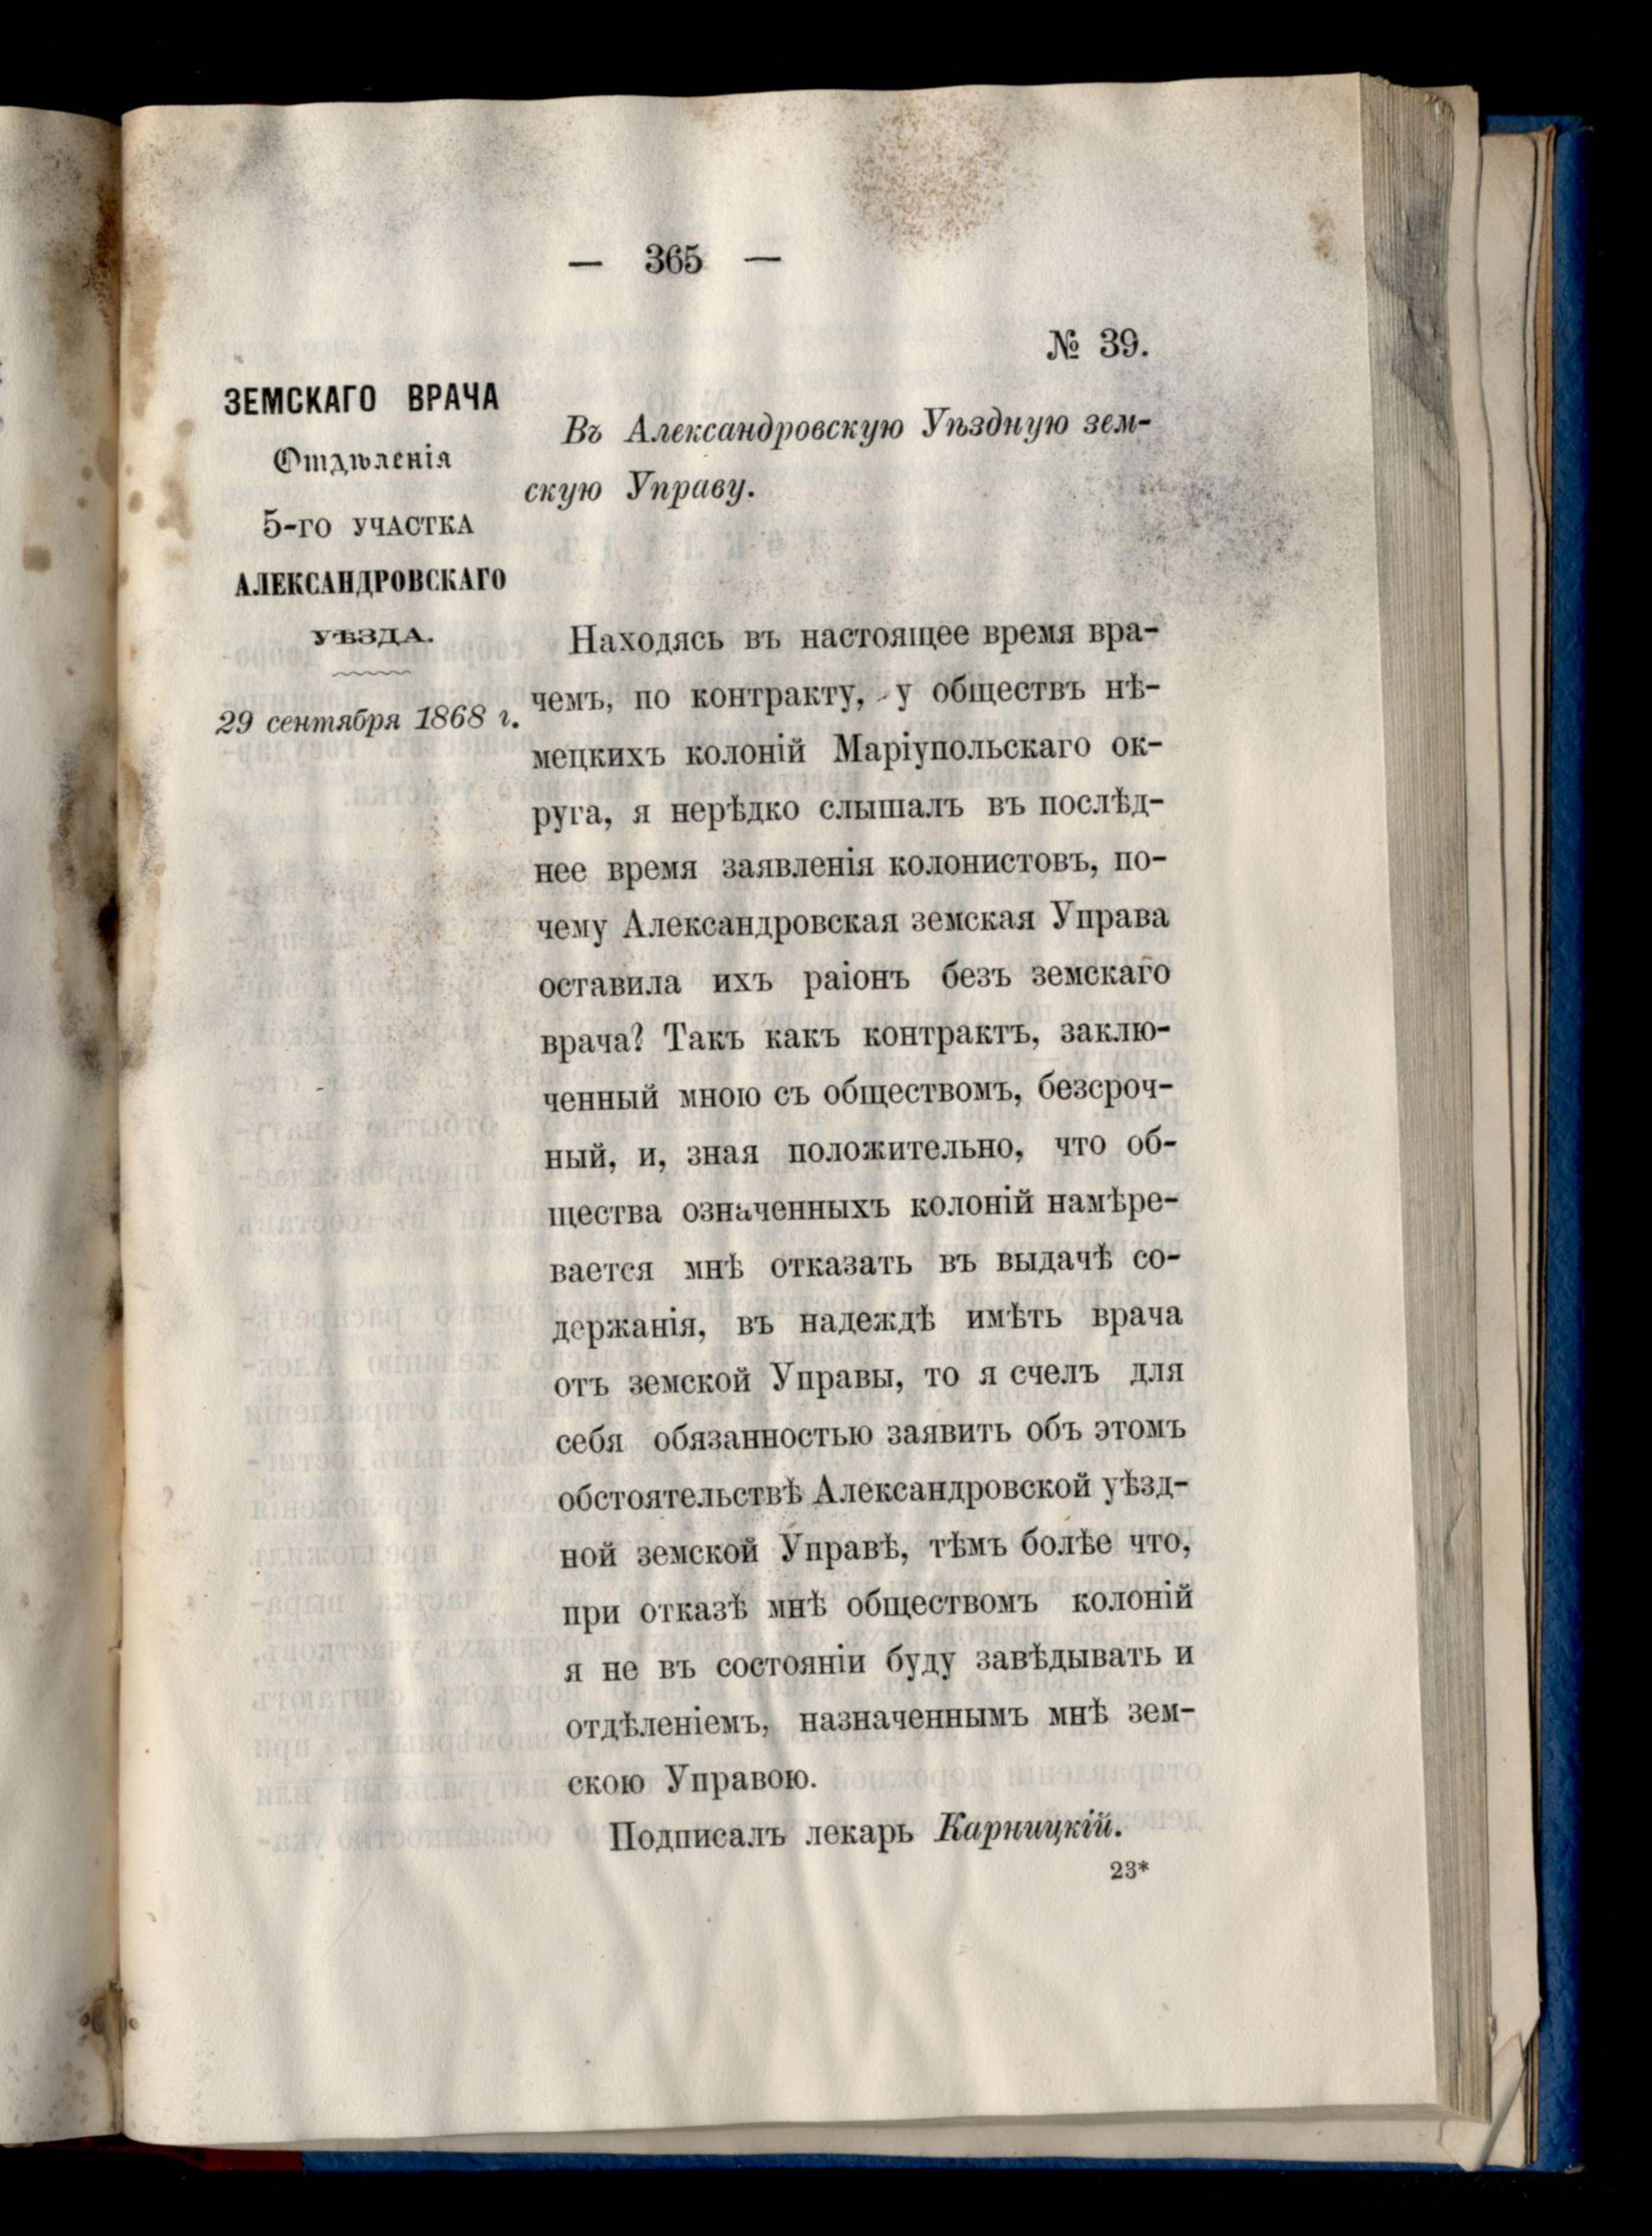 — 365 —
№ 39.
ЗЕМСКАГО ВРАЧА
Отдѣленія
5-го УЧАСТКА
АЛЕКСАНДРОВСКАГО
УѢЗДА.
29 сентября 1868 г.
Въ Александровскую Уѣздную зем-
скую Управу.
Находясь въ настоящее время вра-
чемъ, по контракту, у обществъ нѣ-
мецкихъ колоній Маріупольскаго ок-
руга, я нерѣдко слышалъ въ послѣд-
нее время заявленія колонистовъ, по-
чему Александровская земская Управа
оставила ихъ раіонъ безъ земскаго
врача? Такъ какъ контрактъ, заклю-
ченный мною съ обществомъ, безсроч-
ный, и, зная положительно, что об-
щества означенныхъ колоній намѣре-
вается мнѣ отказать въ выдачѣ со-
держанія, въ надеждѣ имѣть врача
отъ земской Управы, то я счелъ для
себя обязанностью заявить объ этомъ
обстоятельствѣ Александровской уѣзд-
ной земской Управѣ, тѣмъ болѣе что,
при отказѣ мнѣ обществомъ колоній
я не въ состояніи буду завѣдывать и
отдѣленіемъ, назначеннымъ мнѣ зем-
скою Управою.
Подписалъ лекарь Карницкій.
23*